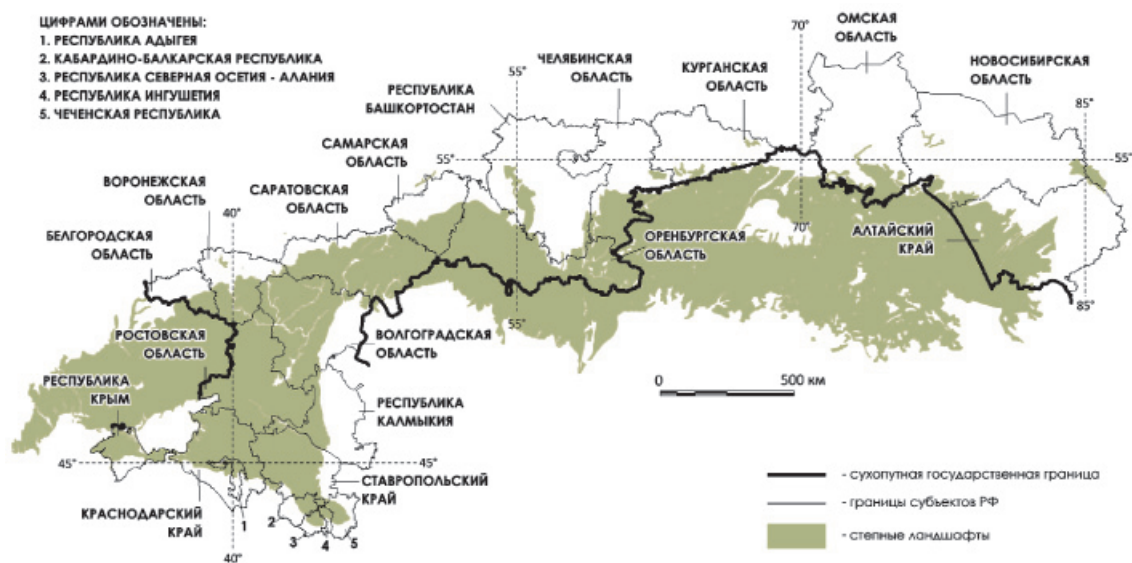 ЦИФРАМИ ОБОЗНАЧЕНЫ:
1. РЕСПУБЛИКА АДЫГЕЯ
2. КАБАРДИНО-БАЛКАРСКАЯ РЕСПУБЛИКА
3. РЕСПУБЛИКА СЕВЕРНАЯ ОСЕТИЯ - АЛАНИЯ
4. РЕСПУБЛИКА ИНГУШЕТИЯ
5. ЧЕЧЕНСКАЯ РЕСПУБЛИКА
ОМСКАЯ
ОБЛАСТЬ
70°
ЧЕЛЯБИНСКАЯ
ОБЛАСТЬ
КУРГАНСКАЯ
ОБЛАСТЬ
НОВОСИБИРСКАЯ
ОБЛАСТЬ
55°
РЕСПУБЛИКА
БАШКОРТОСТАН
85°
САМАРСКАЯ
ОБЛАСТЬ
55°
55°
ВОРОНЕЖСКАЯ
ОБЛАСТЬ
САРАТОВСКАЯ
ОБЛАСТЬ
40°
БЕЛГОРОДСКАЯ
ОБЛАСТЬ
70°
ОРЕНБУРГСКАЯ
ОБЛАСТЬ
АЛТАЙСКИЙ
КРАЙ
85°
55°
РОСТОВСКАЯ
ОБЛАСТЬ
ВОЛГОГРАДСКАЯ
ОБЛАСТЬ
РЕСПУБЛИКА
КРЫМ
0 500 КМ
РЕСПУБЛИКА
КАЛМЫКИЯ
45°
45°
СТАВРОПОЛЬСКИЙ
КРАЙ
КРАСНОДАРСКИЙ
КРАЙ
1 2 3 4 5
40°
- сухопутная государственная граница
- границы субъектов РФ
- степные ландшафты